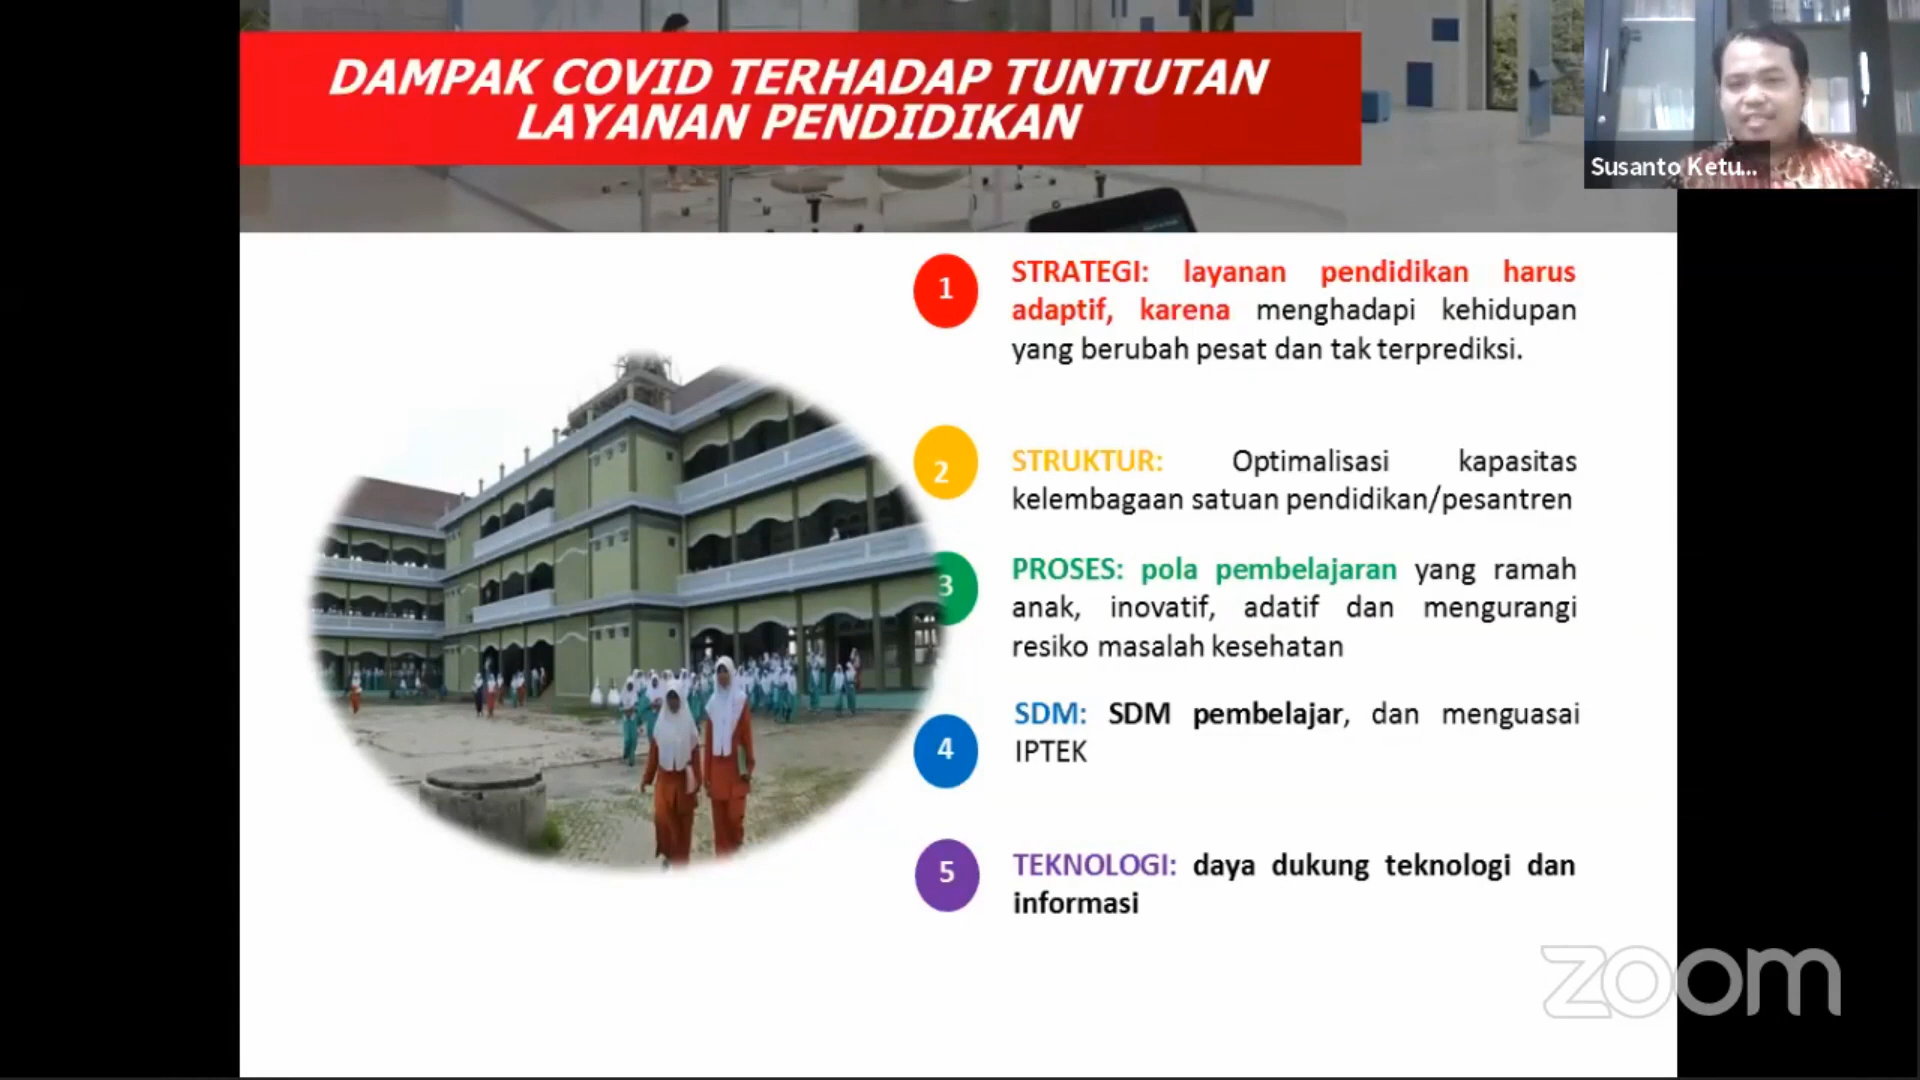 DAMPAK COVID TERHADAP TUNTUTAN
LAYANAN PENDIDIKAN
Susanto Ketu...
1
STRATEGI: layanan pendidikan harus
adaptif, karena menghadapi kehidupan
yang berubah pesat dan tak terprediksi.
2
STRUKTUR: Optimalisasi kapasitas
kelembagaan satuan pendidikan/pesantren
3
PROSES: pola pembelajaran yang ramah
anak, inovatif, adatif dan mengurangi
resiko masalah kesehatan
4
SDM: SDM pembelajar, dan menguasai
IPTEK
5
TEKNOLOGI: daya dukung teknologi dan
informasi
zoom